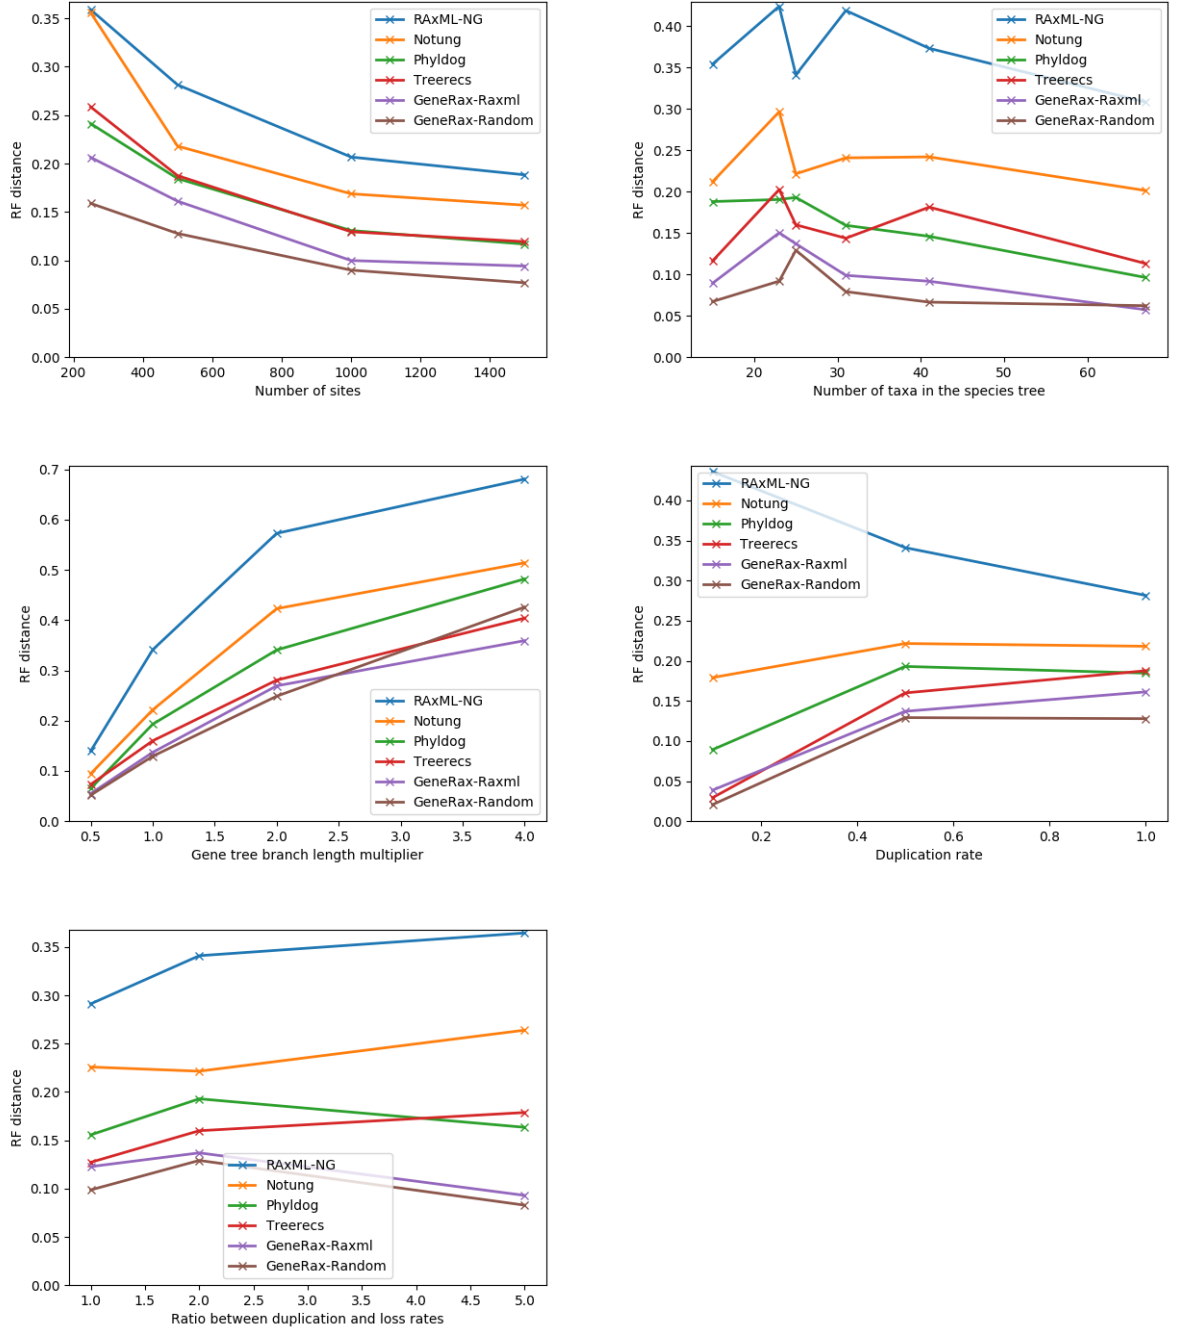 0.35
0.30
0.25
0.20
0.15
0.10
0.05
0.00
RF distance
200 400 600 800 1000 1200 1400
Number of sites
RAxML-NG
Notung
Phyldog
Treerecs
GeneRax-Raxml
GeneRax-Random
0.40
0.35
0.30
0.25
0.20
0.15
0.10
0.05
0.00
RF distance
20 40 50 60
Number of taxa in the species tree
RAxML-NG
Notung
Phyldog
Treerecs
GeneRax-Raxml
GeneRax-Random
0.7
0.6
0.5
0.4
0.3
0.2
0.1
0.0
RF distance
0.5 1.0 1.5 2.0 2.5 3.0 3.5 4.0
Gene tree branch length multiplier
RAxML-NG
Notung
Phyldog
Treerecs
GeneRax-Raxml
GeneRax-Random
0.40
0.35
0.30
0.25
0.20
0.15
0.10
0.05
0.00
RF distance
0.2 0.4 0.6 0.8 1.0
Duplication rate
RAxML-NG
Notung
Phyldog
Treerecs
GeneRax-Raxml
GeneRax-Random
0.35
0.30
0.25
0.20
0.15
0.10
0.05
0.00
RF distance
1.0 1.5 2.0 2.5 3.0 3.5 4.0 4.5 5.0
Ratio between duplication and loss rates
RAxML-NG
Notung
Phyldog
Treerecs
GeneRax-Raxml
GeneRax-Random